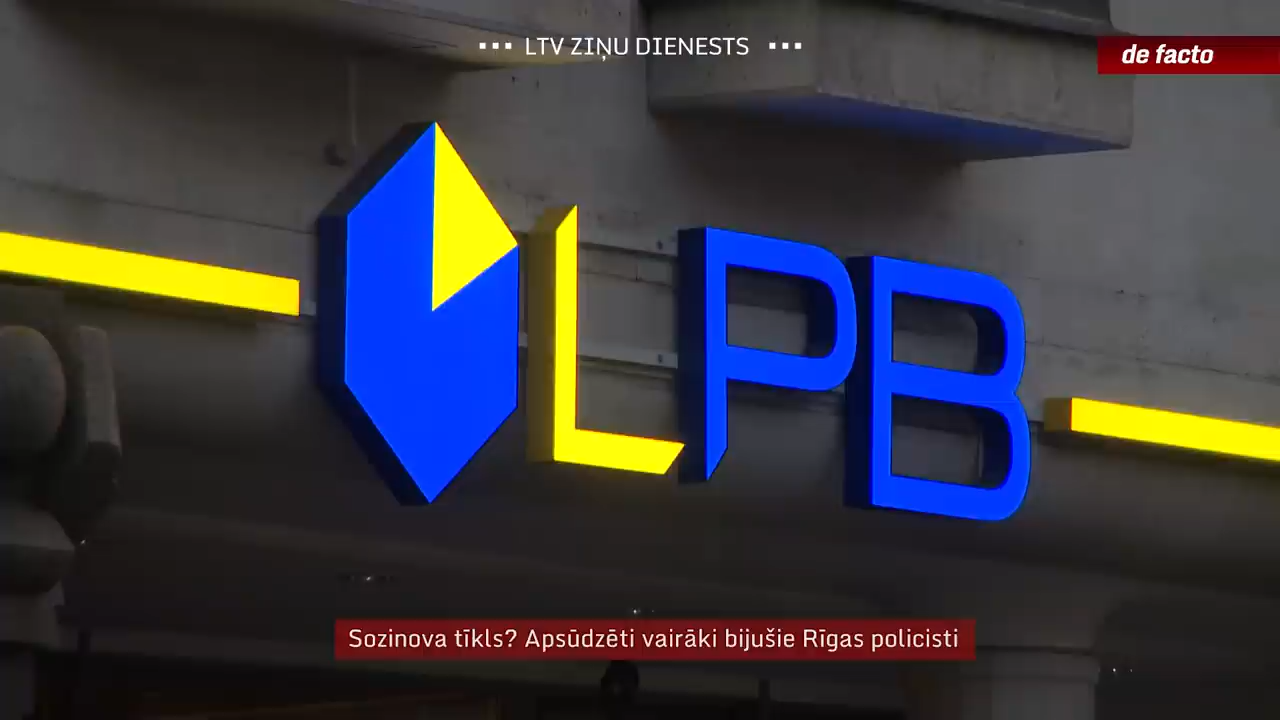 LTV ZIŅU DIENESTS
de facto
LPB
Sozinova tīkls? Apsūdzēti vairāki bijušie Rīgas policisti